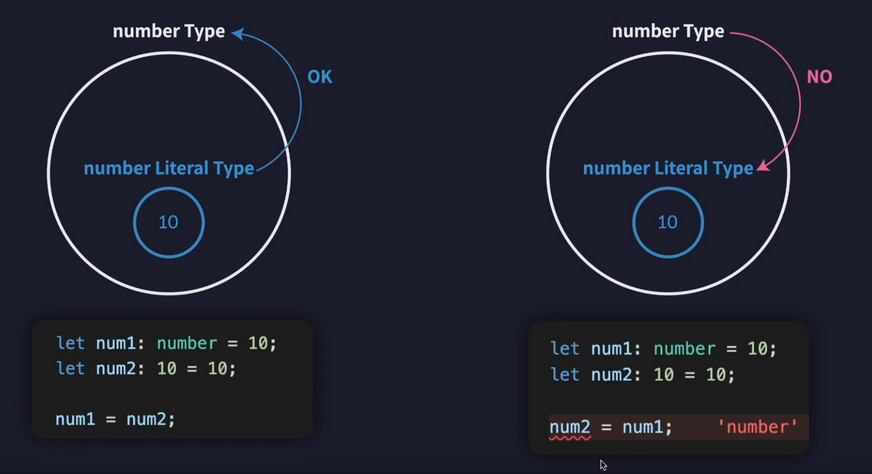 number Type
OK
number Literal Type
10
let num1: number = 10;
let num2: 10 = 10;
num1 = num2;
number Type
NO
number Literal Type
10
let num1: number = 10;
let num2: 10 = 10;
num2 = num1; 'number'